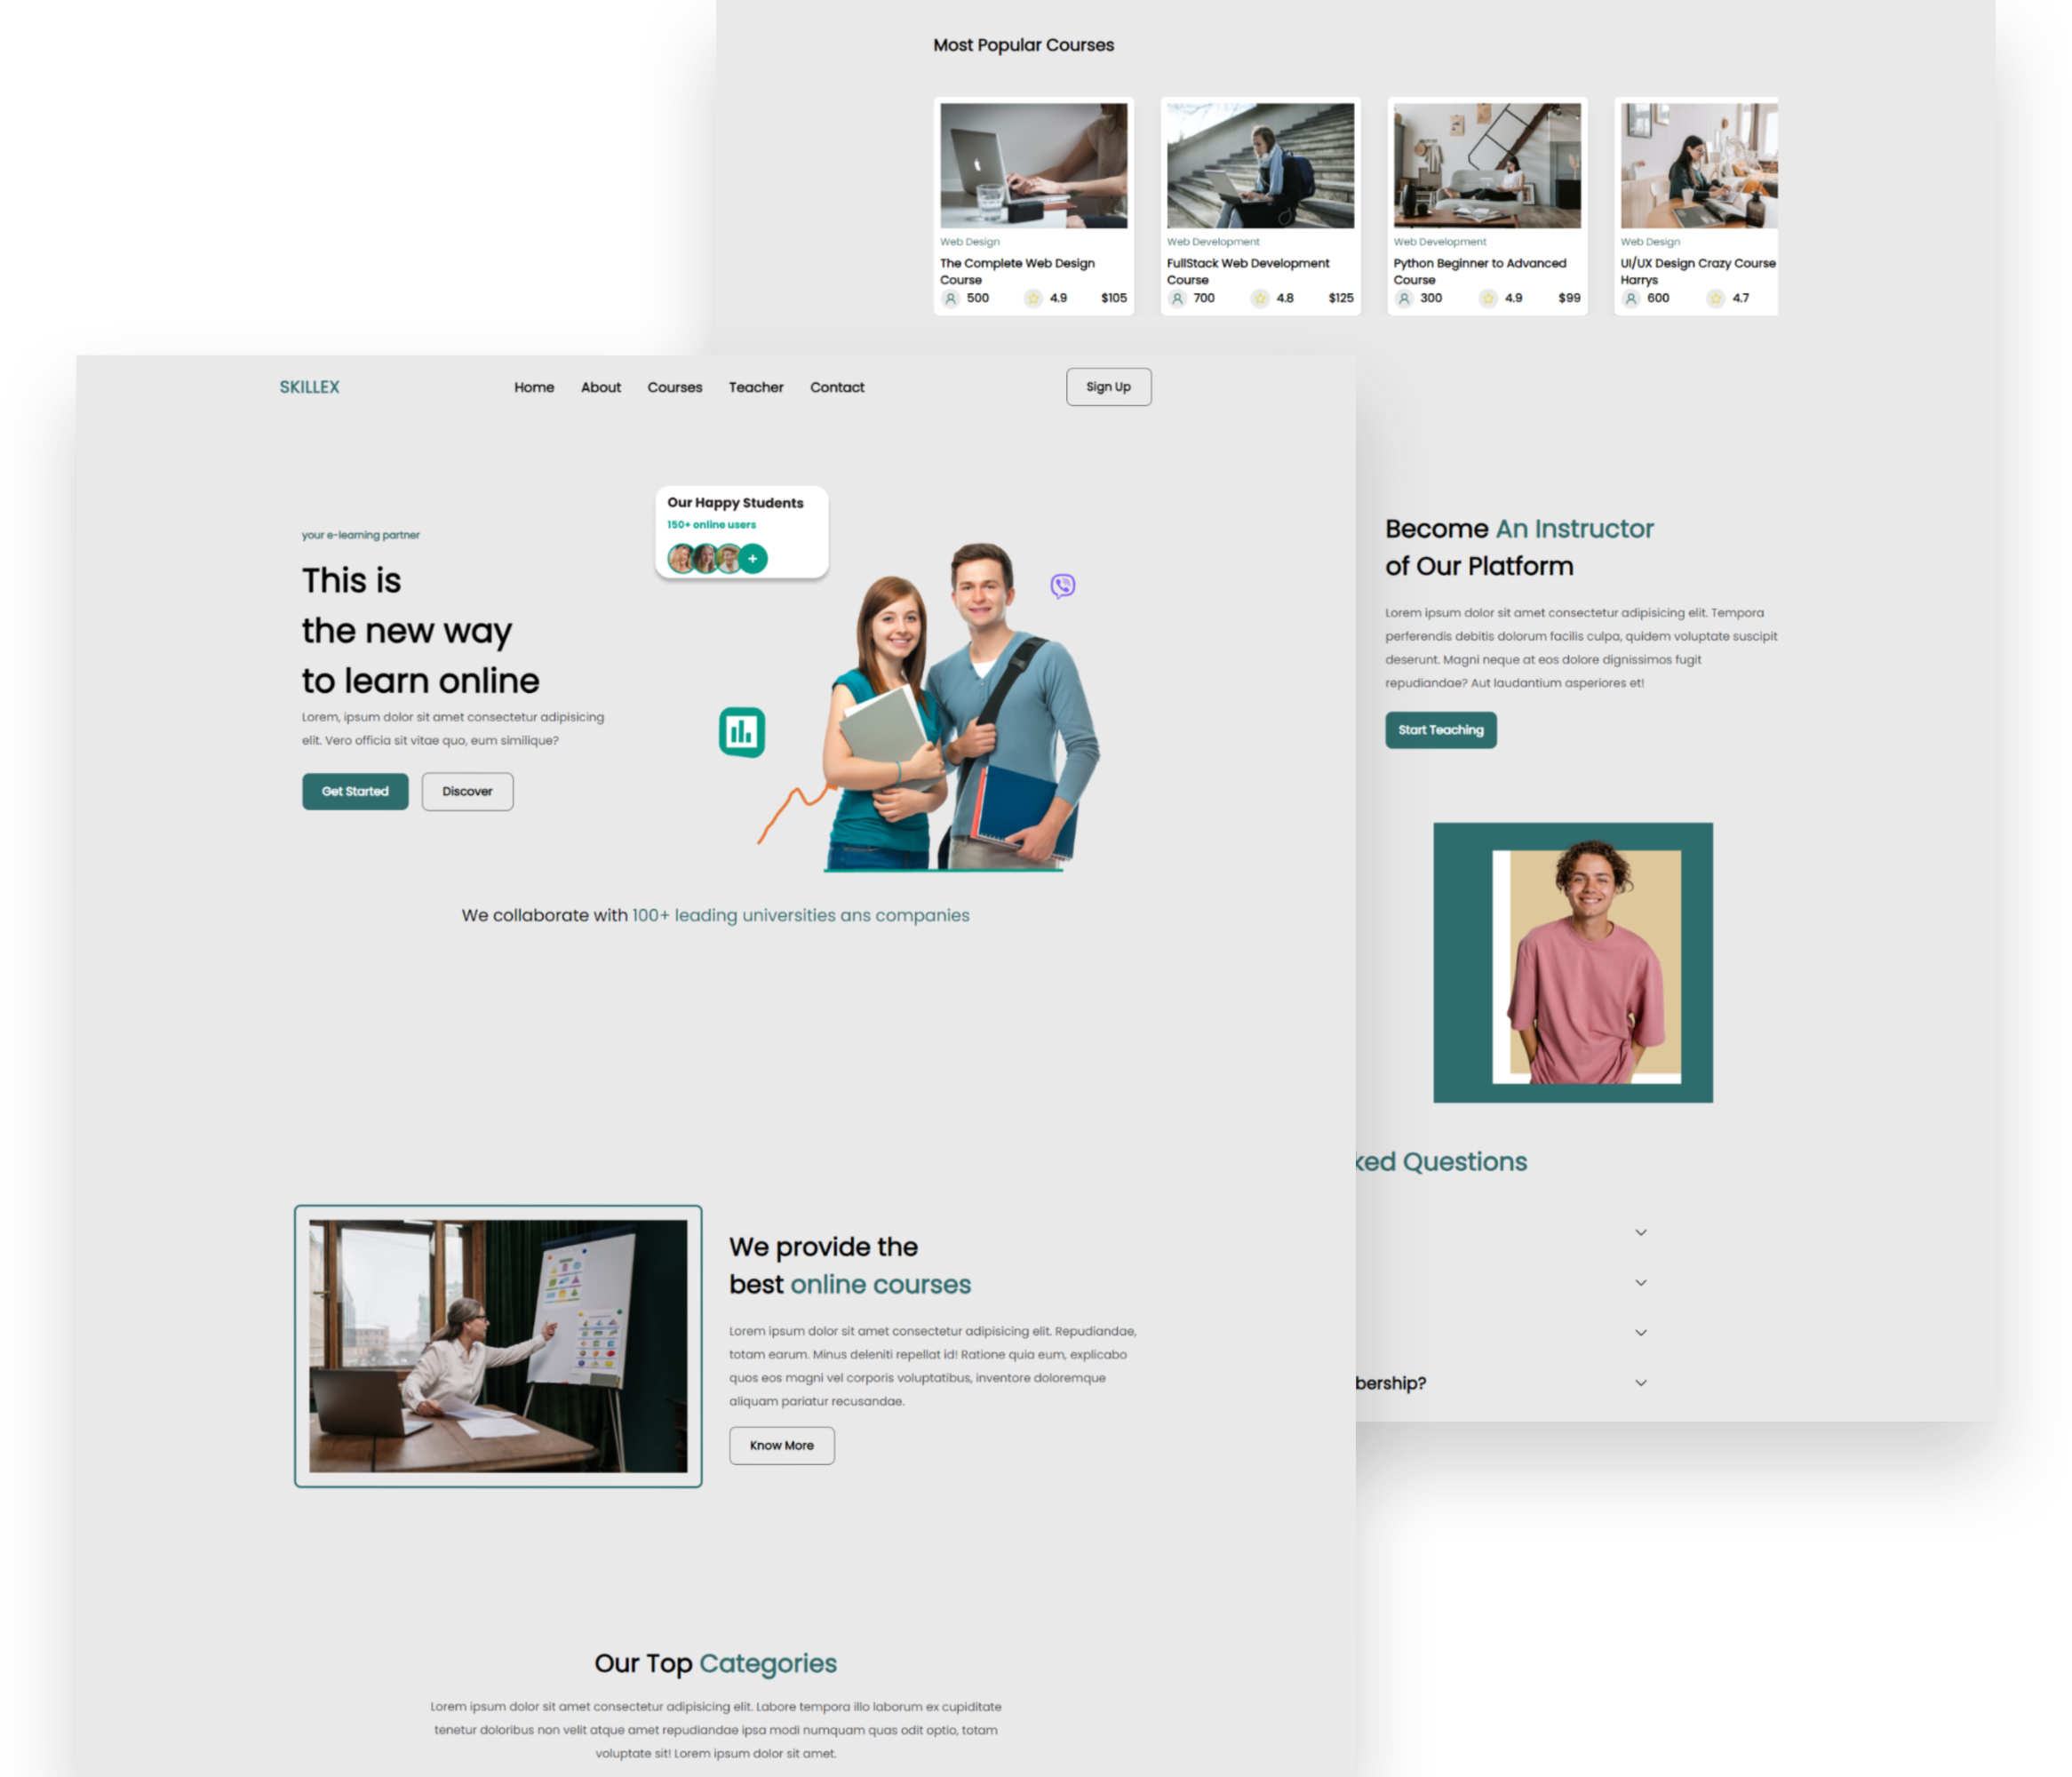 Most Popular Courses
Web Design
The Complete Web Design
Course
500 4.9 $105
Web Development
FullStack Web Development
Course
700 4.8 $125
Web Development
Python Beginner to Advanced
Course
300 4.9 $99
Web Design
UI/UX Design Crazy Course
Harrys
600 4.7
SKILLEX
Home About Courses Teacher Contact
Sign Up
Our Happy Students
150+ online users
+
your e-learning partner
This is
the new way
to learn online
Lorem, ipsum dolor sit amet consectetur adipisicing
elit. Vero officia sit vitae quo, eum similique?
Get Started
Discover
We collaborate with 100+ leading universities ans companies
We provide the
best online courses
Lorem ipsum dolor sit amet consectetur adipisicing elit. Repudiandae,
totam earum. Minus deleniti repellat id! Ratione quia eum, explicabo
quos eos magni vel corporis voluptatibus, inventore doloremque
aliquam pariatur recusandae.
Know More
Our Top Categories
Lorem ipsum dolor sit amet consectetur adipisicing elit. Labore tempora illo laborum ex cupiditate
tenetur doloribus non velit atque amet repudiandae ipsa modi numquam quas odit optio, totam
voluptate sit! Lorem ipsum dolor sit amet.
Become An Instructor
of Our Platform
Lorem ipsum dolor sit amet consectetur adipisicing elit. Tempora
perferendis debitis dolorum facilis culpa, quidem voluptate suscipit
deserunt. Magni neque at eos dolore dignissimos fugit
repudiandae? Aut laudantium asperiores et!
Start Teaching
ked Questions
bership?